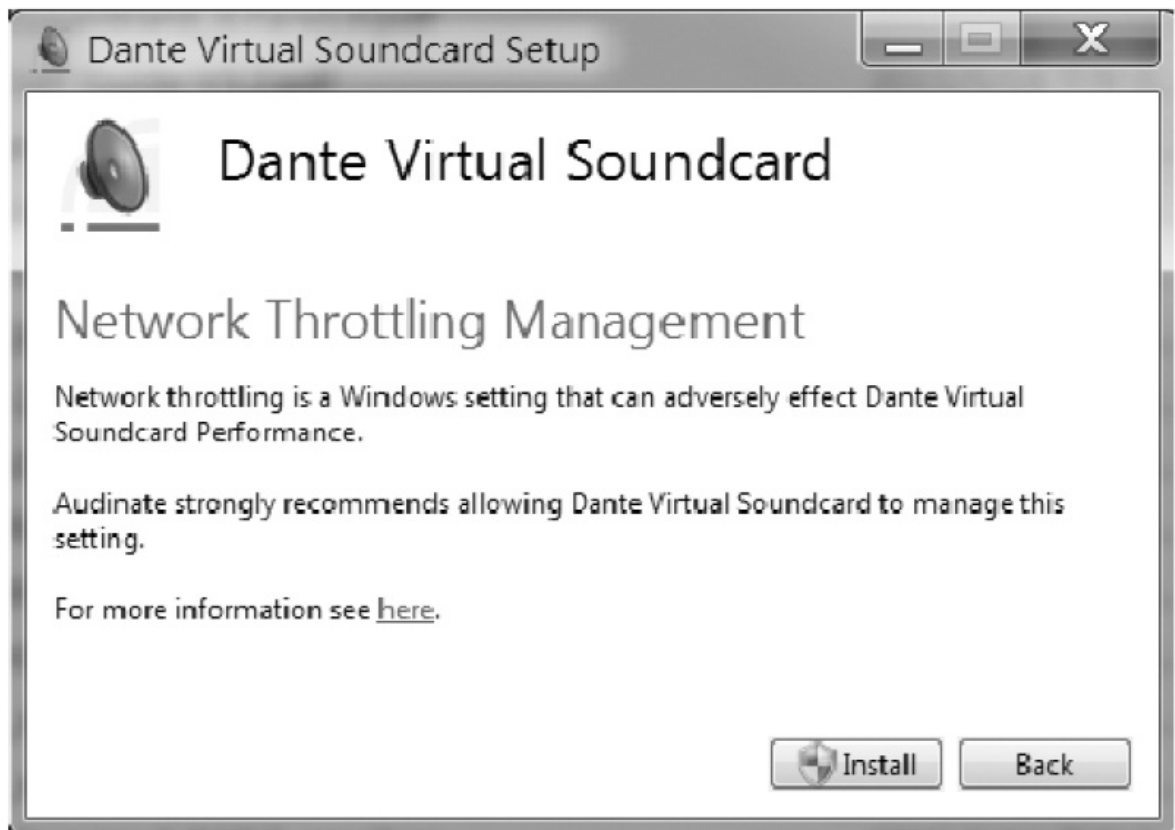 Dante Virtual Soundcard Setup
Dante Virtual Soundcard
Network Throttling Management
Network throttling is a Windows setting that can adversely effect Dante Virtual
Soundcard Performance.
Audinate strongly recommends allowing Dante Virtual Soundcard to manage this
setting.
For more information see here.
Install
Back